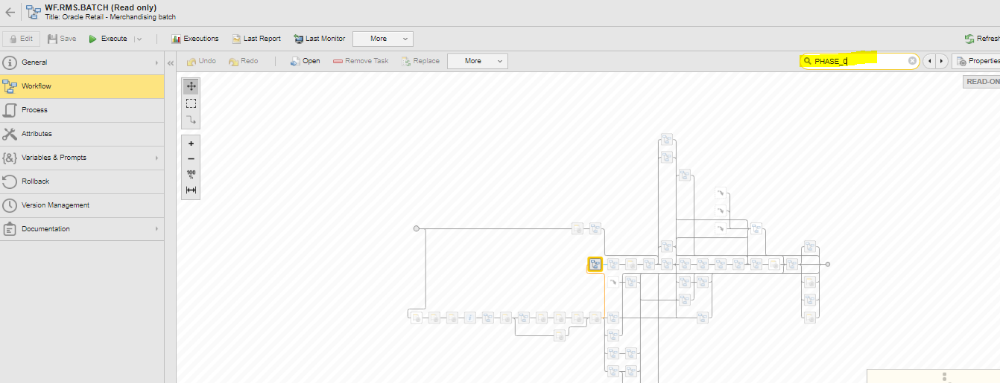 WF.RMS.BATCH (Read only)
Title: Oracle Retail - Merchandising batch
Edit Save Execute Executions Last Report Last Monitor More Refresh
General
Undo Redo Open Remove Task Replace More PHASE_0 Properties
READ-ON
Workflow
Process
Attributes
Variables & Prompts
100
%
Rollback
Version Management
Documentation